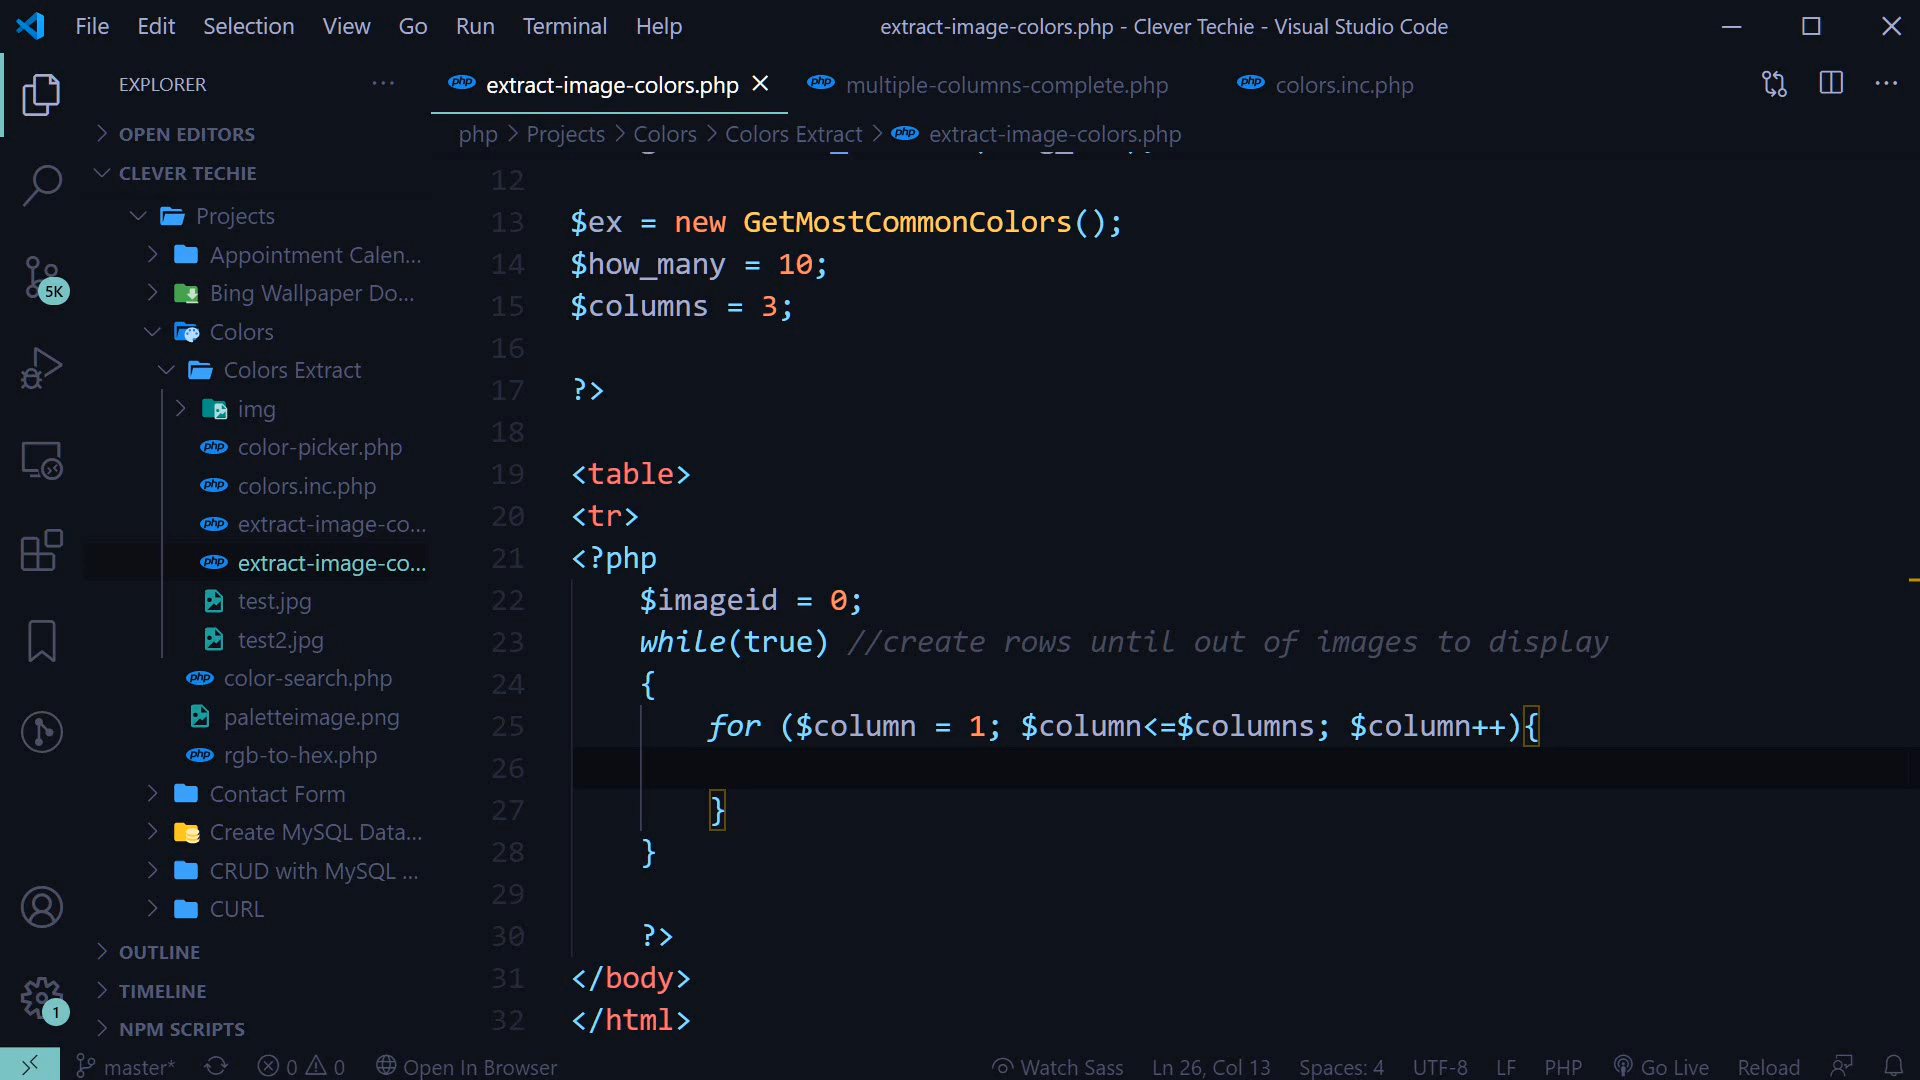 File Edit Selection View Go Run Terminal Help
extract-image-colors.php - Clever Techie - Visual Studio Code
EXPLORER
OPEN EDITORS
CLEVER TECHIE
Projects
Appointment Calen...
Bing Wallpaper Do...
Colors
Colors Extract
img
color-picker.php
colors.inc.php
extract-image-co...
extract-image-co...
test.jpg
test2.jpg
color-search.php
paletteimage.png
rgb-to-hex.php
Contact Form
Create MySQL Data...
CRUD with MySQL ...
CURL
OUTLINE
TIMELINE
NPM SCRIPTS
5K
1
extract-image-colors.php
multiple-columns-complete.php
colors.inc.php
php > Projects > Colors > Colors Extract > extract-image-colors.php
12
13 $ex = new GetMostCommonColors();
14 $how_many = 10;
15 $columns = 3;
16
17 ?>
18
19 <table>
20 <tr>
21 <?php
22 $imageid = 0;
23 while(true) //create rows until out of images to display
24 {
25 for ($column = 1; $column<=$columns; $column++){
26
27 }
28 }
29
30 ?>
31 </body>
32 </html>
master* 0 0 Open In Browser
Watch Sass Ln 26, Col 13 Spaces: 4 UTF-8 LF PHP Go Live Reload